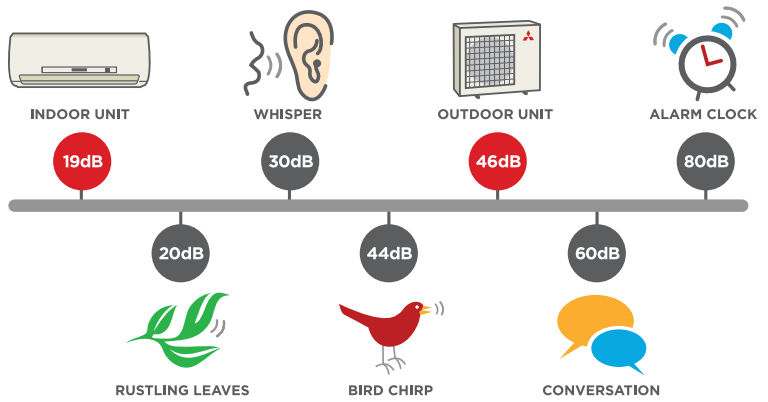 INDOOR UNIT
WHISPER
OUTDOOR UNIT
ALARM CLOCK
19dB
30dB
46dB
80dB
20dB
44dB
60dB
RUSTLING LEAVES
BIRD CHIRP
CONVERSATION